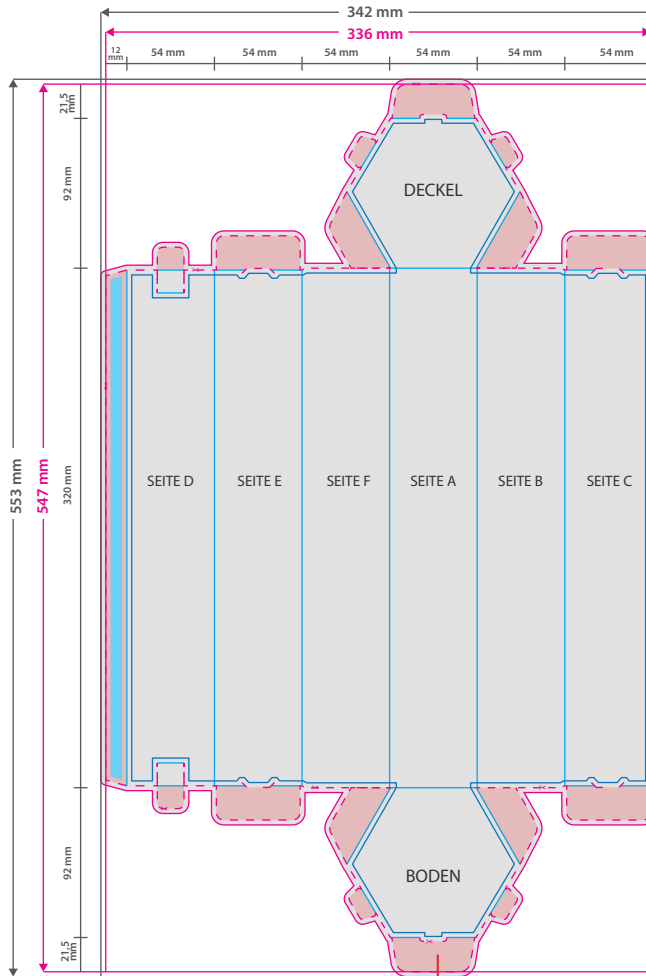 342 mm
336 mm
12 mm
54 mm
54 mm
54 mm
54 mm
54 mm
54 mm
21,5 mm
92 mm
DECKEL
320 mm
553 mm
547 mm
SEITE D
SEITE E
SEITE F
SEITE A
SEITE B
SEITE C
92 mm
BODEN
21,5 mm